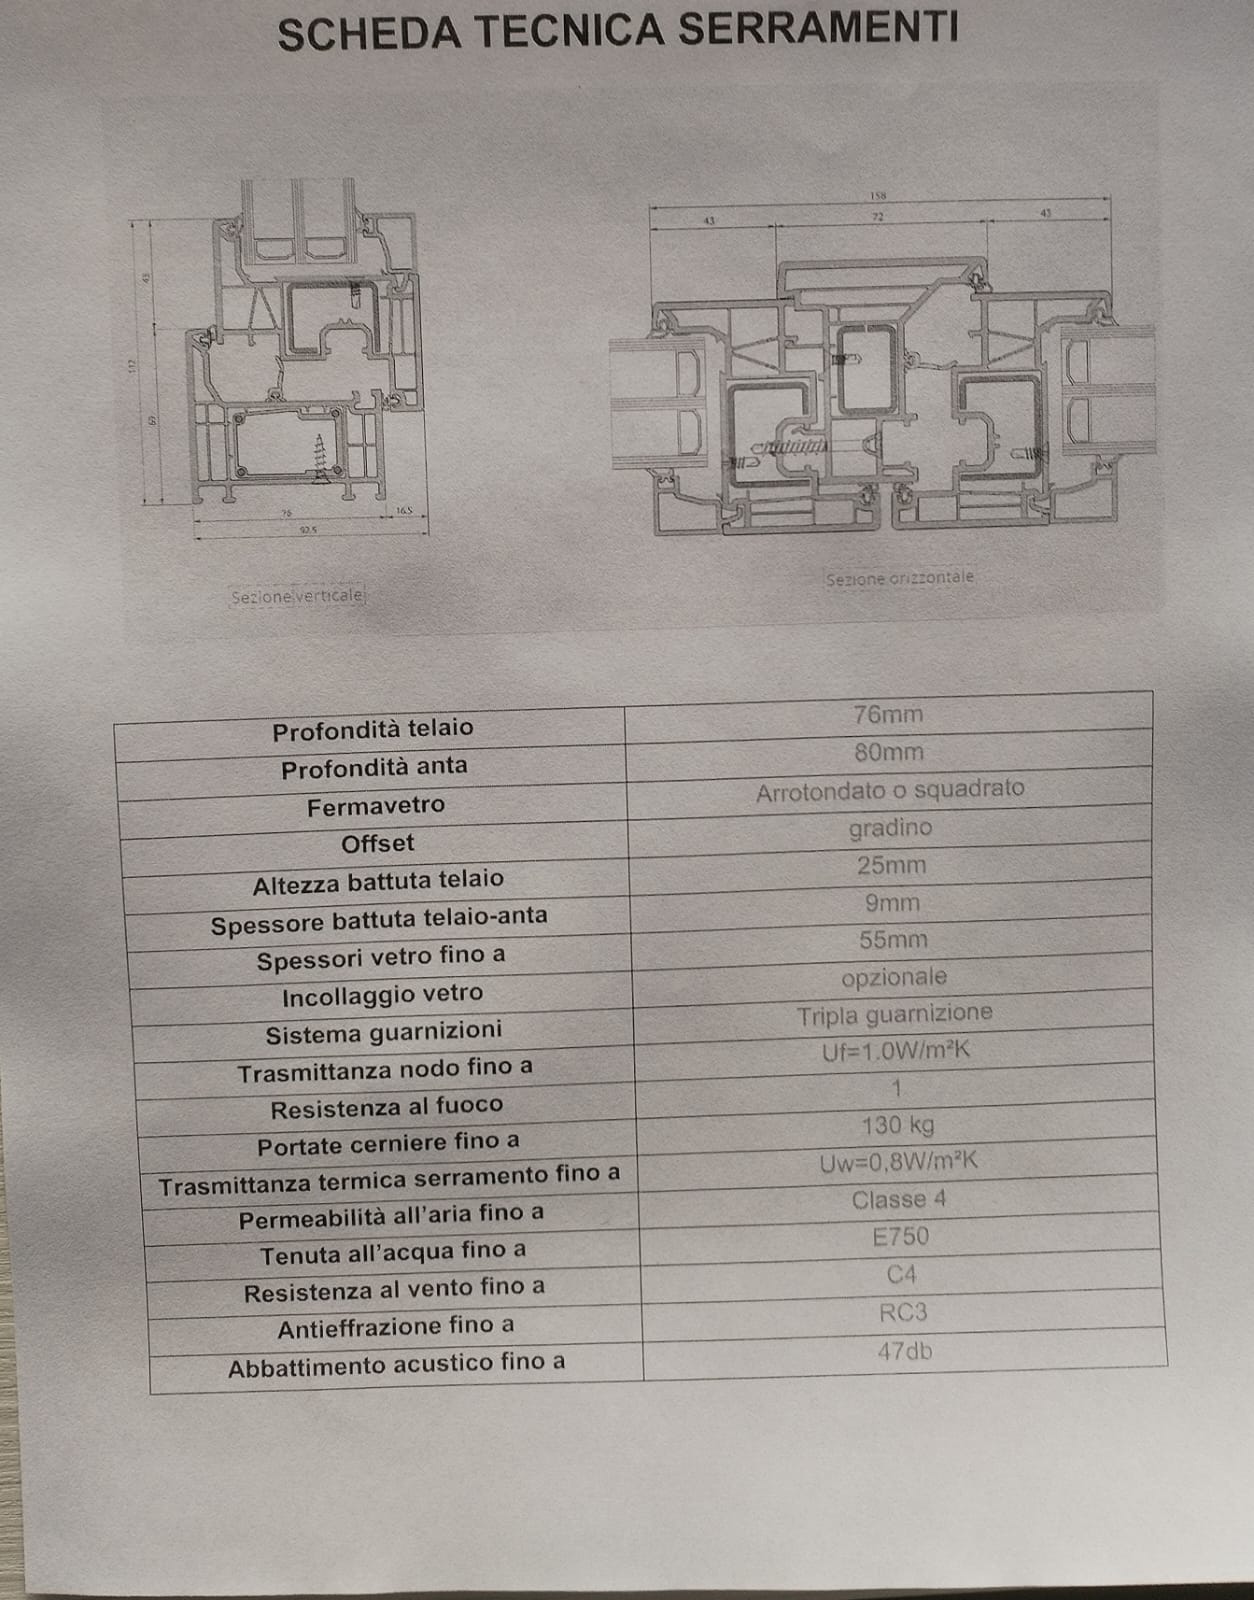 SCHEDA TECNICA SERRAMENTI
158
43 72 43
43
112
69
76 16.5
92.5
Sezione verticale
Sezione orizzontale
Profondità telaio 76mm
Profondità anta 80mm
Fermavetro Arrotondato o squadrato
Offset gradino
Altezza battuta telaio 25mm
Spessore battuta telaio-anta 9mm
Spessori vetro fino a 55mm
Incollaggio vetro opzionale
Sistema guarnizioni Tripla guarnizione
Trasmittanza nodo fino a Uf=1.0W/m²K
Resistenza al fuoco 1
Portate cerniere fino a 130 kg
Trasmittanza termica serramento fino a Uw=0,8W/m²K
Permeabilità all'aria fino a Classe 4
Tenuta all'acqua fino a E750
Resistenza al vento fino a C4
Antieffrazione fino a RC3
Abbattimento acustico fino a 47db